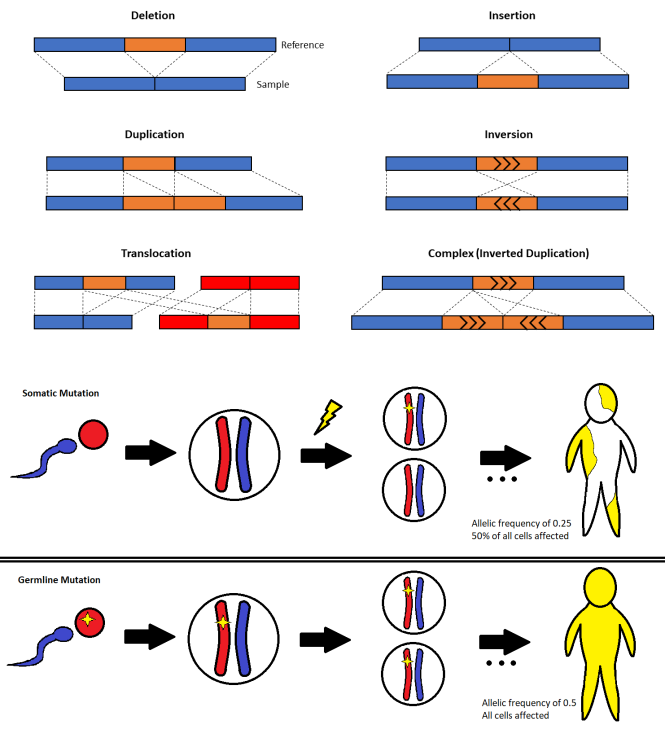 Deletion
Insertion
Reference
Sample
Duplication
Inversion
Translocation
Complex (Inverted Duplication)
Somatic Mutation
Allelic frequency of 0.25
50% of all cells affected
Germline Mutation
Allelic frequency of 0.5
All cells affected